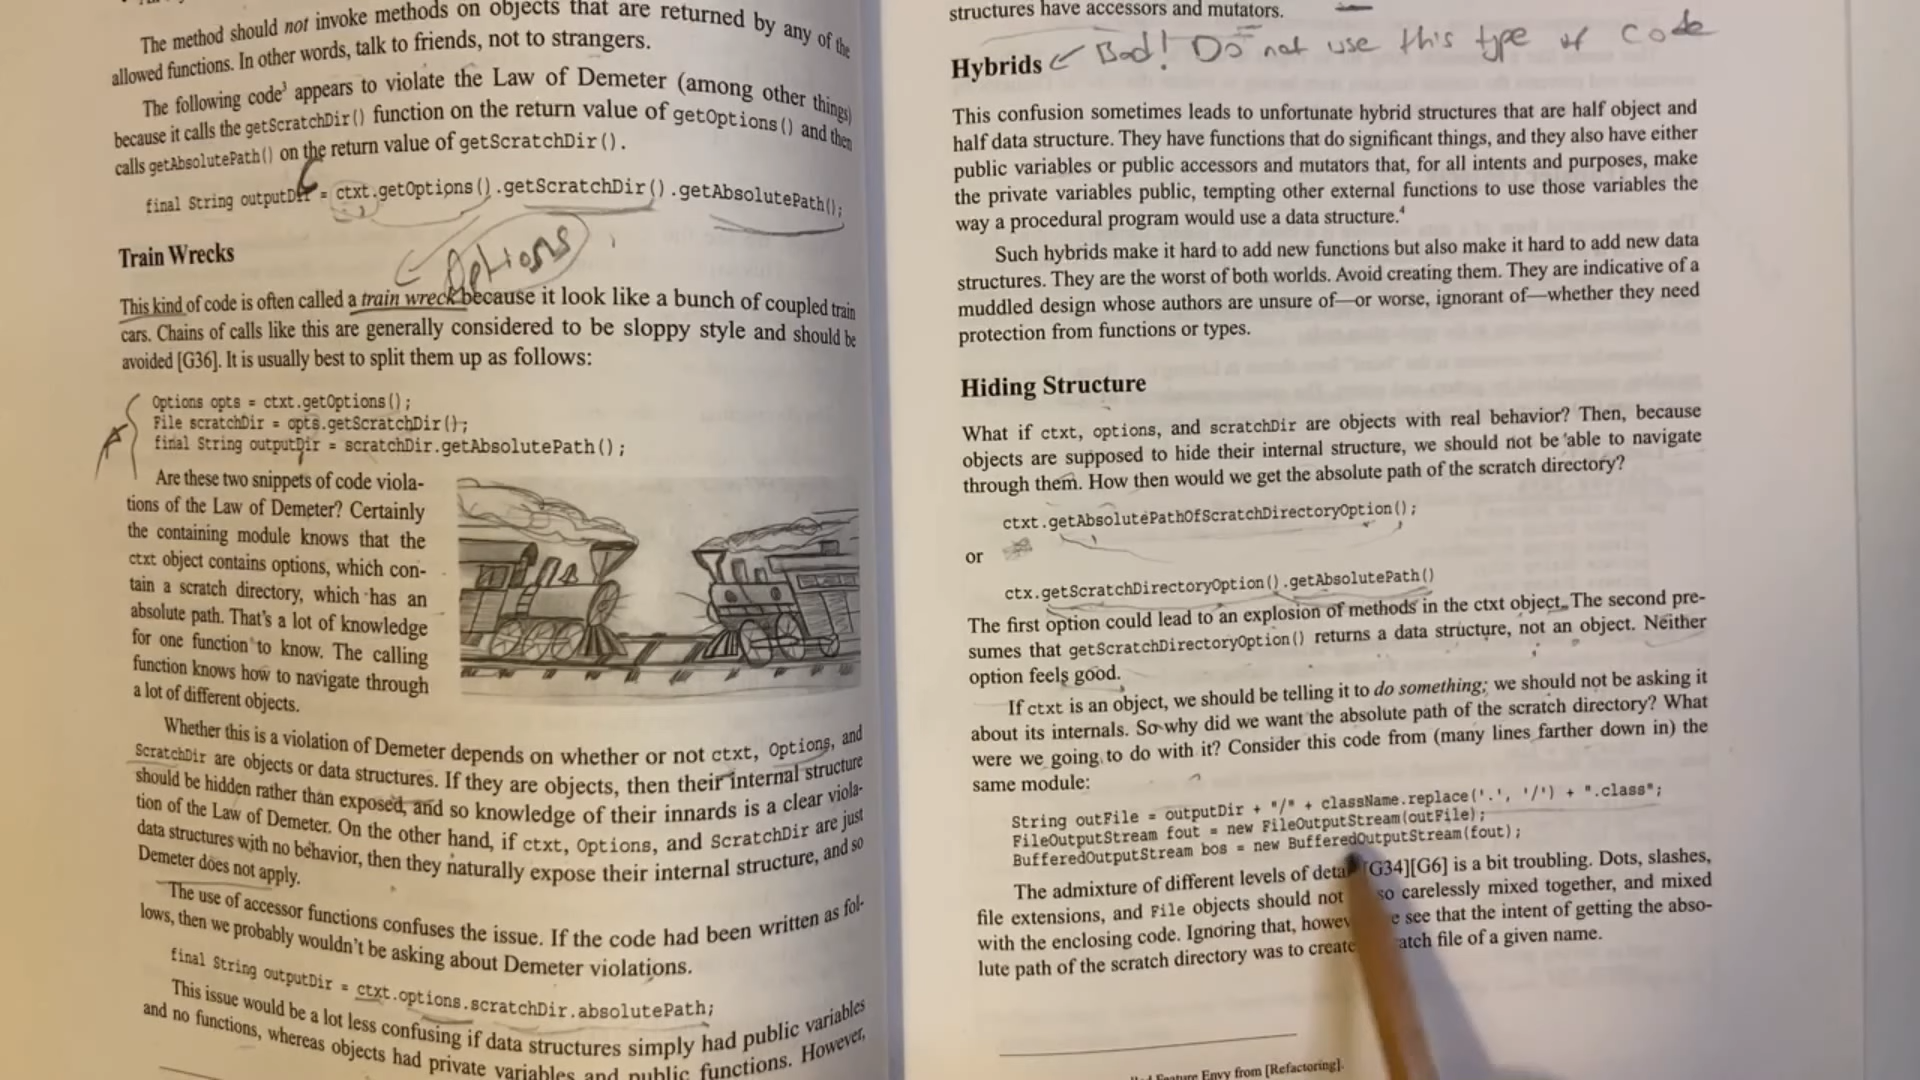 The method should not invoke methods on objects that are returned by any of the
allowed functions. In other words, talk to friends, not to strangers.
The following code³ appears to violate the Law of Demeter (among other things)
because it calls the getScratchDir() function on the return value of getOptions() and then
calls getAbsolutePath() on the return value of getScratchDir().
final String outputDir = ctxt.getOptions().getScratchDir().getAbsolutePath();
Options
Train Wrecks
This kind of code is often called a train wreck because it look like a bunch of coupled train
cars. Chains of calls like this are generally considered to be sloppy style and should be
avoided [G36]. It is usually best to split them up as follows:
Options opts = ctxt.getOptions();
File scratchDir = opts.getScratchDir();
final String outputDir = scratchDir.getAbsolutePath();
Are these two snippets of code viola-
tions of the Law of Demeter? Certainly
the containing module knows that the
ctxt object contains options, which con-
tain a scratch directory, which has an
absolute path. That's a lot of knowledge
for one function to know. The calling
function knows how to navigate through
a lot of different objects.
Whether this is a violation of Demeter depends on whether or not ctxt, Options, and
ScratchDir are objects or data structures. If they are objects, then their internal structure
should be hidden rather than exposed, and so knowledge of their innards is a clear viola-
tion of the Law of Demeter. On the other hand, if ctxt, Options, and ScratchDir are just
data structures with no behavior, then they naturally expose their internal structure, and so
Demeter does not apply.
The use of accessor functions confuses the issue. If the code had been written as fol-
lows, then we probably wouldn't be asking about Demeter violations.
final String outputDir = ctxt.options.scratchDir.absolutePath;
This issue would be a lot less confusing if data structures simply had public variables
and no functions, whereas objects had private variables and public functions. However,
structures have accessors and mutators.
Hybrids Bad! Do not use this type of code
This confusion sometimes leads to unfortunate hybrid structures that are half object and
half data structure. They have functions that do significant things, and they also have either
public variables or public accessors and mutators that, for all intents and purposes, make
the private variables public, tempting other external functions to use those variables the
way a procedural program would use a data structure.⁴
Such hybrids make it hard to add new functions but also make it hard to add new data
structures. They are the worst of both worlds. Avoid creating them. They are indicative of a
muddled design whose authors are unsure of—or worse, ignorant of—whether they need
protection from functions or types.
Hiding Structure
What if ctxt, options, and scratchDir are objects with real behavior? Then, because
objects are supposed to hide their internal structure, we should not be able to navigate
through them. How then would we get the absolute path of the scratch directory?
ctxt.getAbsolutePathOfScratchDirectoryOption();
or
ctx.getScratchDirectoryOption().getAbsolutePath()
The first option could lead to an explosion of methods in the ctxt object. The second pre-
sumes that getScratchDirectoryOption() returns a data structure, not an object. Neither
option feels good.
If ctxt is an object, we should be telling it to do something; we should not be asking it
about its internals. So why did we want the absolute path of the scratch directory? What
were we going to do with it? Consider this code from (many lines farther down in) the
same module:
String outFile = outputDir + "/" + className.replace('.', '/') + ".class";
FileOutputStream fout = new FileOutputStream(outFile);
BufferedOutputStream bos = new BufferedOutputStream(fout);
The admixture of different levels of deta [G34][G6] is a bit troubling. Dots, slashes,
file extensions, and File objects should not so carelessly mixed together, and mixed
with the enclosing code. Ignoring that, howev e see that the intent of getting the abso-
lute path of the scratch directory was to create atch file of a given name.
Feature Envy from [Refactoring].